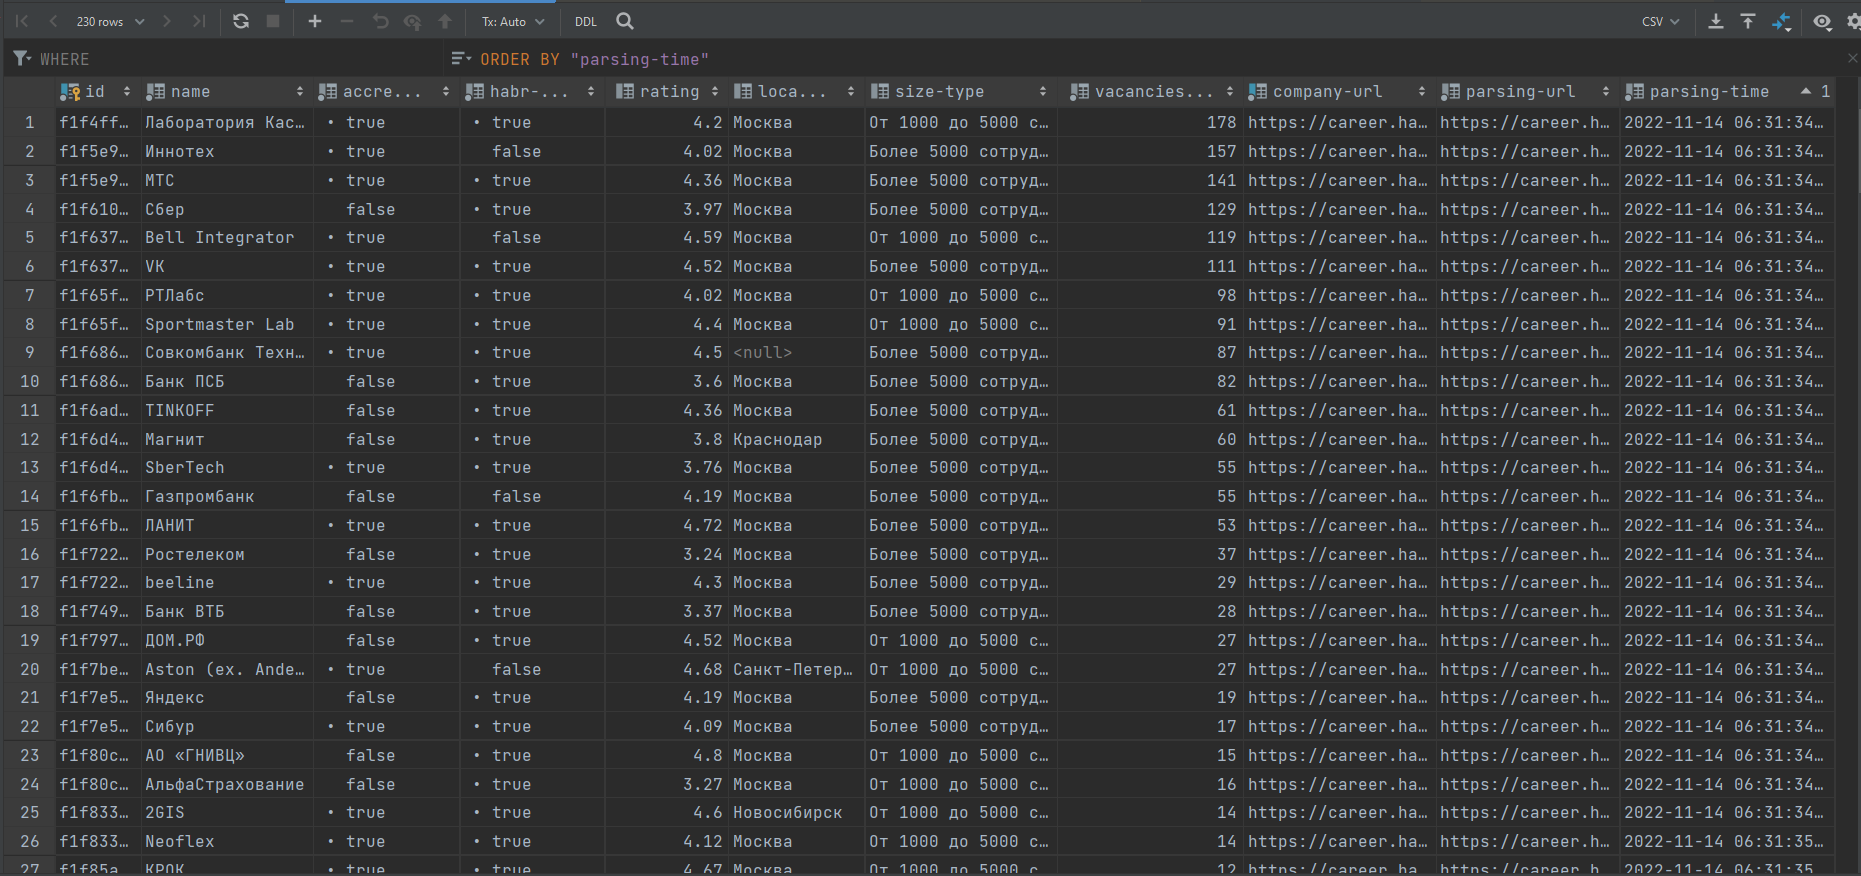 230 rows Tx: Auto DDL CSV
WHERE ORDER BY "parsing-time"
id name accre... habr-... rating loca... size-type vacancies... company-url parsing-url parsing-time 1
1 f1f4ff… Лаборатория Кас… • true • true 4.2 Москва От 1000 до 5000 с… 178 https://career.ha… https://career.h… 2022-11-14 06:31:34…
2 f1f5e9… Иннотех • true false 4.02 Москва Более 5000 сотруд… 157 https://career.ha… https://career.h… 2022-11-14 06:31:34…
3 f1f5e9… МТС • true • true 4.36 Москва Более 5000 сотруд… 141 https://career.ha… https://career.h… 2022-11-14 06:31:34…
4 f1f610… Сбер false • true 3.97 Москва Более 5000 сотруд… 129 https://career.ha… https://career.h… 2022-11-14 06:31:34…
5 f1f637… Bell Integrator • true false 4.59 Москва От 1000 до 5000 с… 119 https://career.ha… https://career.h… 2022-11-14 06:31:34…
6 f1f637… VK • true • true 4.52 Москва Более 5000 сотруд… 111 https://career.ha… https://career.h… 2022-11-14 06:31:34…
7 f1f65f… РТЛабс • true • true 4.02 Москва От 1000 до 5000 с… 98 https://career.ha… https://career.h… 2022-11-14 06:31:34…
8 f1f65f… Sportmaster Lab • true • true 4.4 Москва От 1000 до 5000 с… 91 https://career.ha… https://career.h… 2022-11-14 06:31:34…
9 f1f686… Совкомбанк Техн… • true • true 4.5 <null> Более 5000 сотруд… 87 https://career.ha… https://career.h… 2022-11-14 06:31:34…
10 f1f686… Банк ПСБ false • true 3.6 Москва Более 5000 сотруд… 82 https://career.ha… https://career.h… 2022-11-14 06:31:34…
11 f1f6ad… TINKOFF false • true 4.36 Москва Более 5000 сотруд… 61 https://career.ha… https://career.h… 2022-11-14 06:31:34…
12 f1f6d4… Магнит false • true 3.8 Краснодар Более 5000 сотруд… 60 https://career.ha… https://career.h… 2022-11-14 06:31:34…
13 f1f6d4… SberTech • true • true 3.76 Москва Более 5000 сотруд… 55 https://career.ha… https://career.h… 2022-11-14 06:31:34…
14 f1f6fb… Газпромбанк false false 4.19 Москва Более 5000 сотруд… 55 https://career.ha… https://career.h… 2022-11-14 06:31:34…
15 f1f6fb… ЛАНИТ • true • true 4.72 Москва Более 5000 сотруд… 53 https://career.ha… https://career.h… 2022-11-14 06:31:34…
16 f1f722… Ростелеком false • true 3.24 Москва Более 5000 сотруд… 37 https://career.ha… https://career.h… 2022-11-14 06:31:34…
17 f1f722… beeline • true • true 4.3 Москва Более 5000 сотруд… 29 https://career.ha… https://career.h… 2022-11-14 06:31:34…
18 f1f749… Банк ВТБ false • true 3.37 Москва Более 5000 сотруд… 28 https://career.ha… https://career.h… 2022-11-14 06:31:34…
19 f1f797… ДОМ.РФ false • true 4.52 Москва От 1000 до 5000 с… 27 https://career.ha… https://career.h… 2022-11-14 06:31:34…
20 f1f7be… Aston (ex. Ande… • true false 4.68 Санкт-Петер… От 1000 до 5000 с… 27 https://career.ha… https://career.h… 2022-11-14 06:31:34…
21 f1f7e5… Яндекс false • true 4.19 Москва Более 5000 сотруд… 19 https://career.ha… https://career.h… 2022-11-14 06:31:34…
22 f1f7e5… Сибур • true • true 4.09 Москва Более 5000 сотруд… 17 https://career.ha… https://career.h… 2022-11-14 06:31:34…
23 f1f80c… АО «ГНИВЦ» false • true 4.8 Москва От 1000 до 5000 с… 15 https://career.ha… https://career.h… 2022-11-14 06:31:34…
24 f1f80c… АльфаСтрахование false • true 3.27 Москва От 1000 до 5000 с… 16 https://career.ha… https://career.h… 2022-11-14 06:31:34…
25 f1f833… 2GIS • true • true 4.6 Новосибирск От 1000 до 5000 с… 14 https://career.ha… https://career.h… 2022-11-14 06:31:34…
26 f1f833… Neoflex • true • true 4.12 Москва От 1000 до 5000 с… 14 https://career.ha… https://career.h… 2022-11-14 06:31:35…
27 f1f85a… КРОК • true • true 4.67 Москва От 1000 до 5000 с… 12 https://career.ha… https://career.h… 2022-11-14 06:31:35…